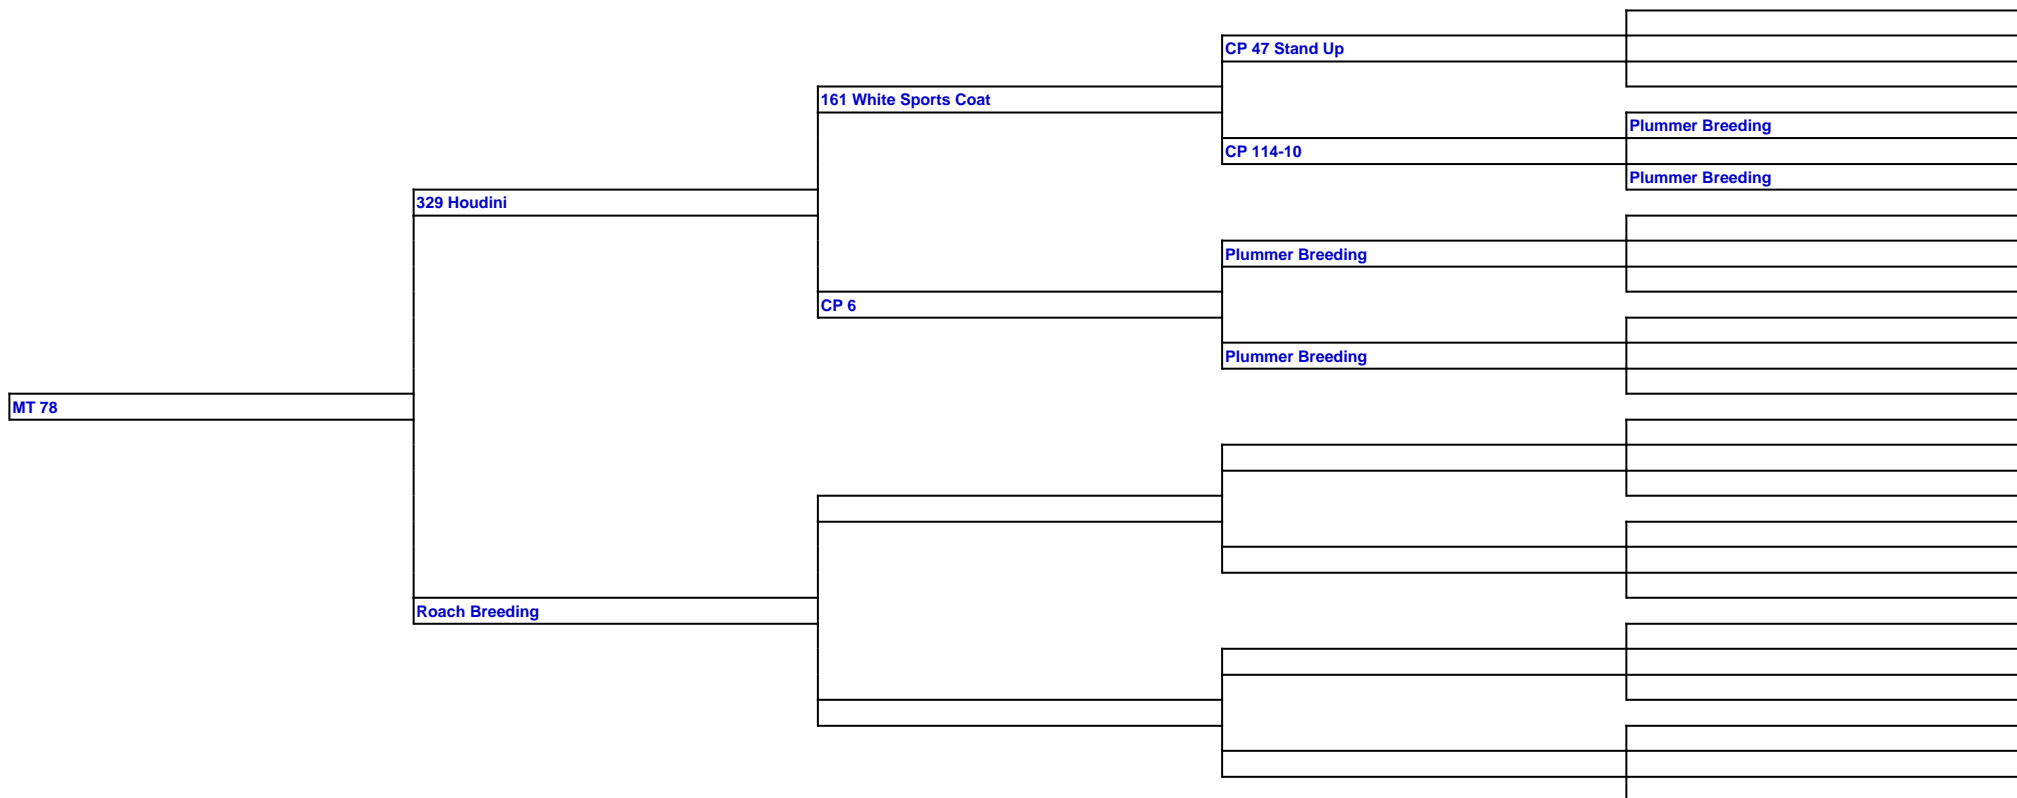 CP 47 Stand Up
161 White Sports Coat
Plummer Breeding
CP 114-10
Plummer Breeding
329 Houdini
Plummer Breeding
CP 6
Plummer Breeding
MT 78
Roach Breeding